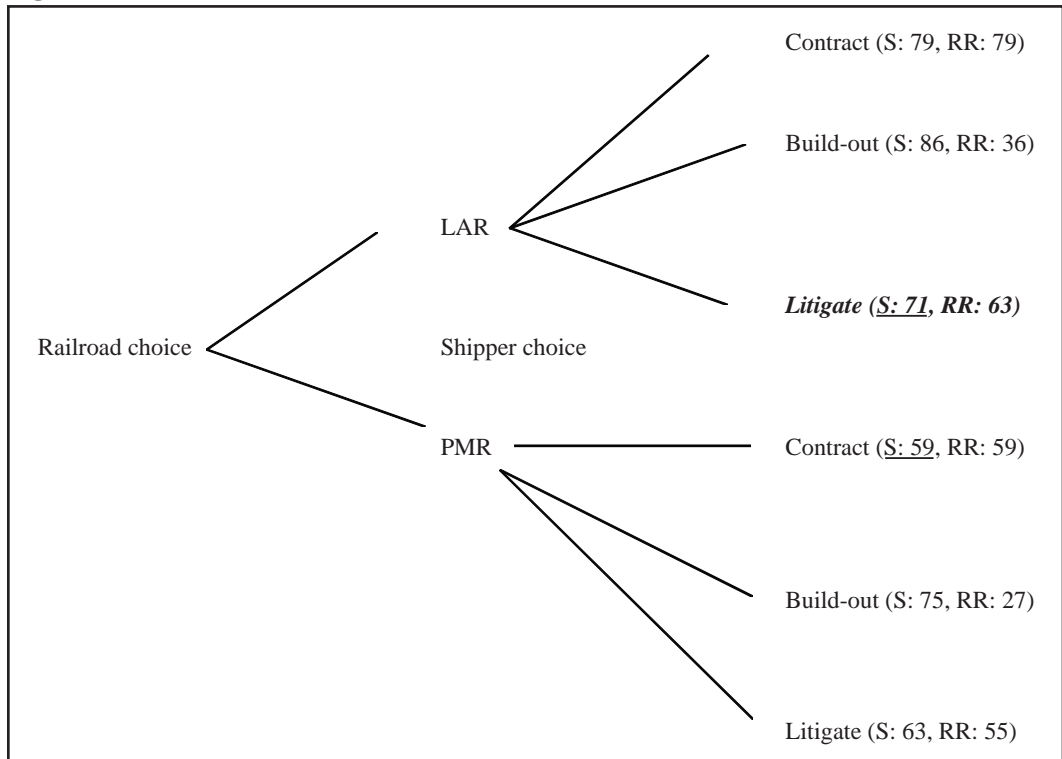 Contract (S: 79, RR: 79)
Build-out (S: 86, RR: 36)
LAR
Litigate (S: 71, RR: 63)
Railroad choice
Shipper choice
PMR
Contract (S: 59, RR: 59)
Build-out (S: 75, RR: 27)
Litigate (S: 63, RR: 55)